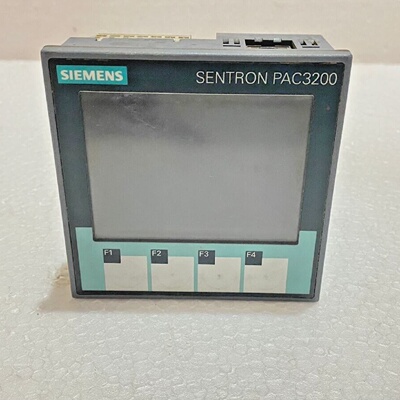 SIEMENS SENTRON PAC3200
F1 F2 F3 F4